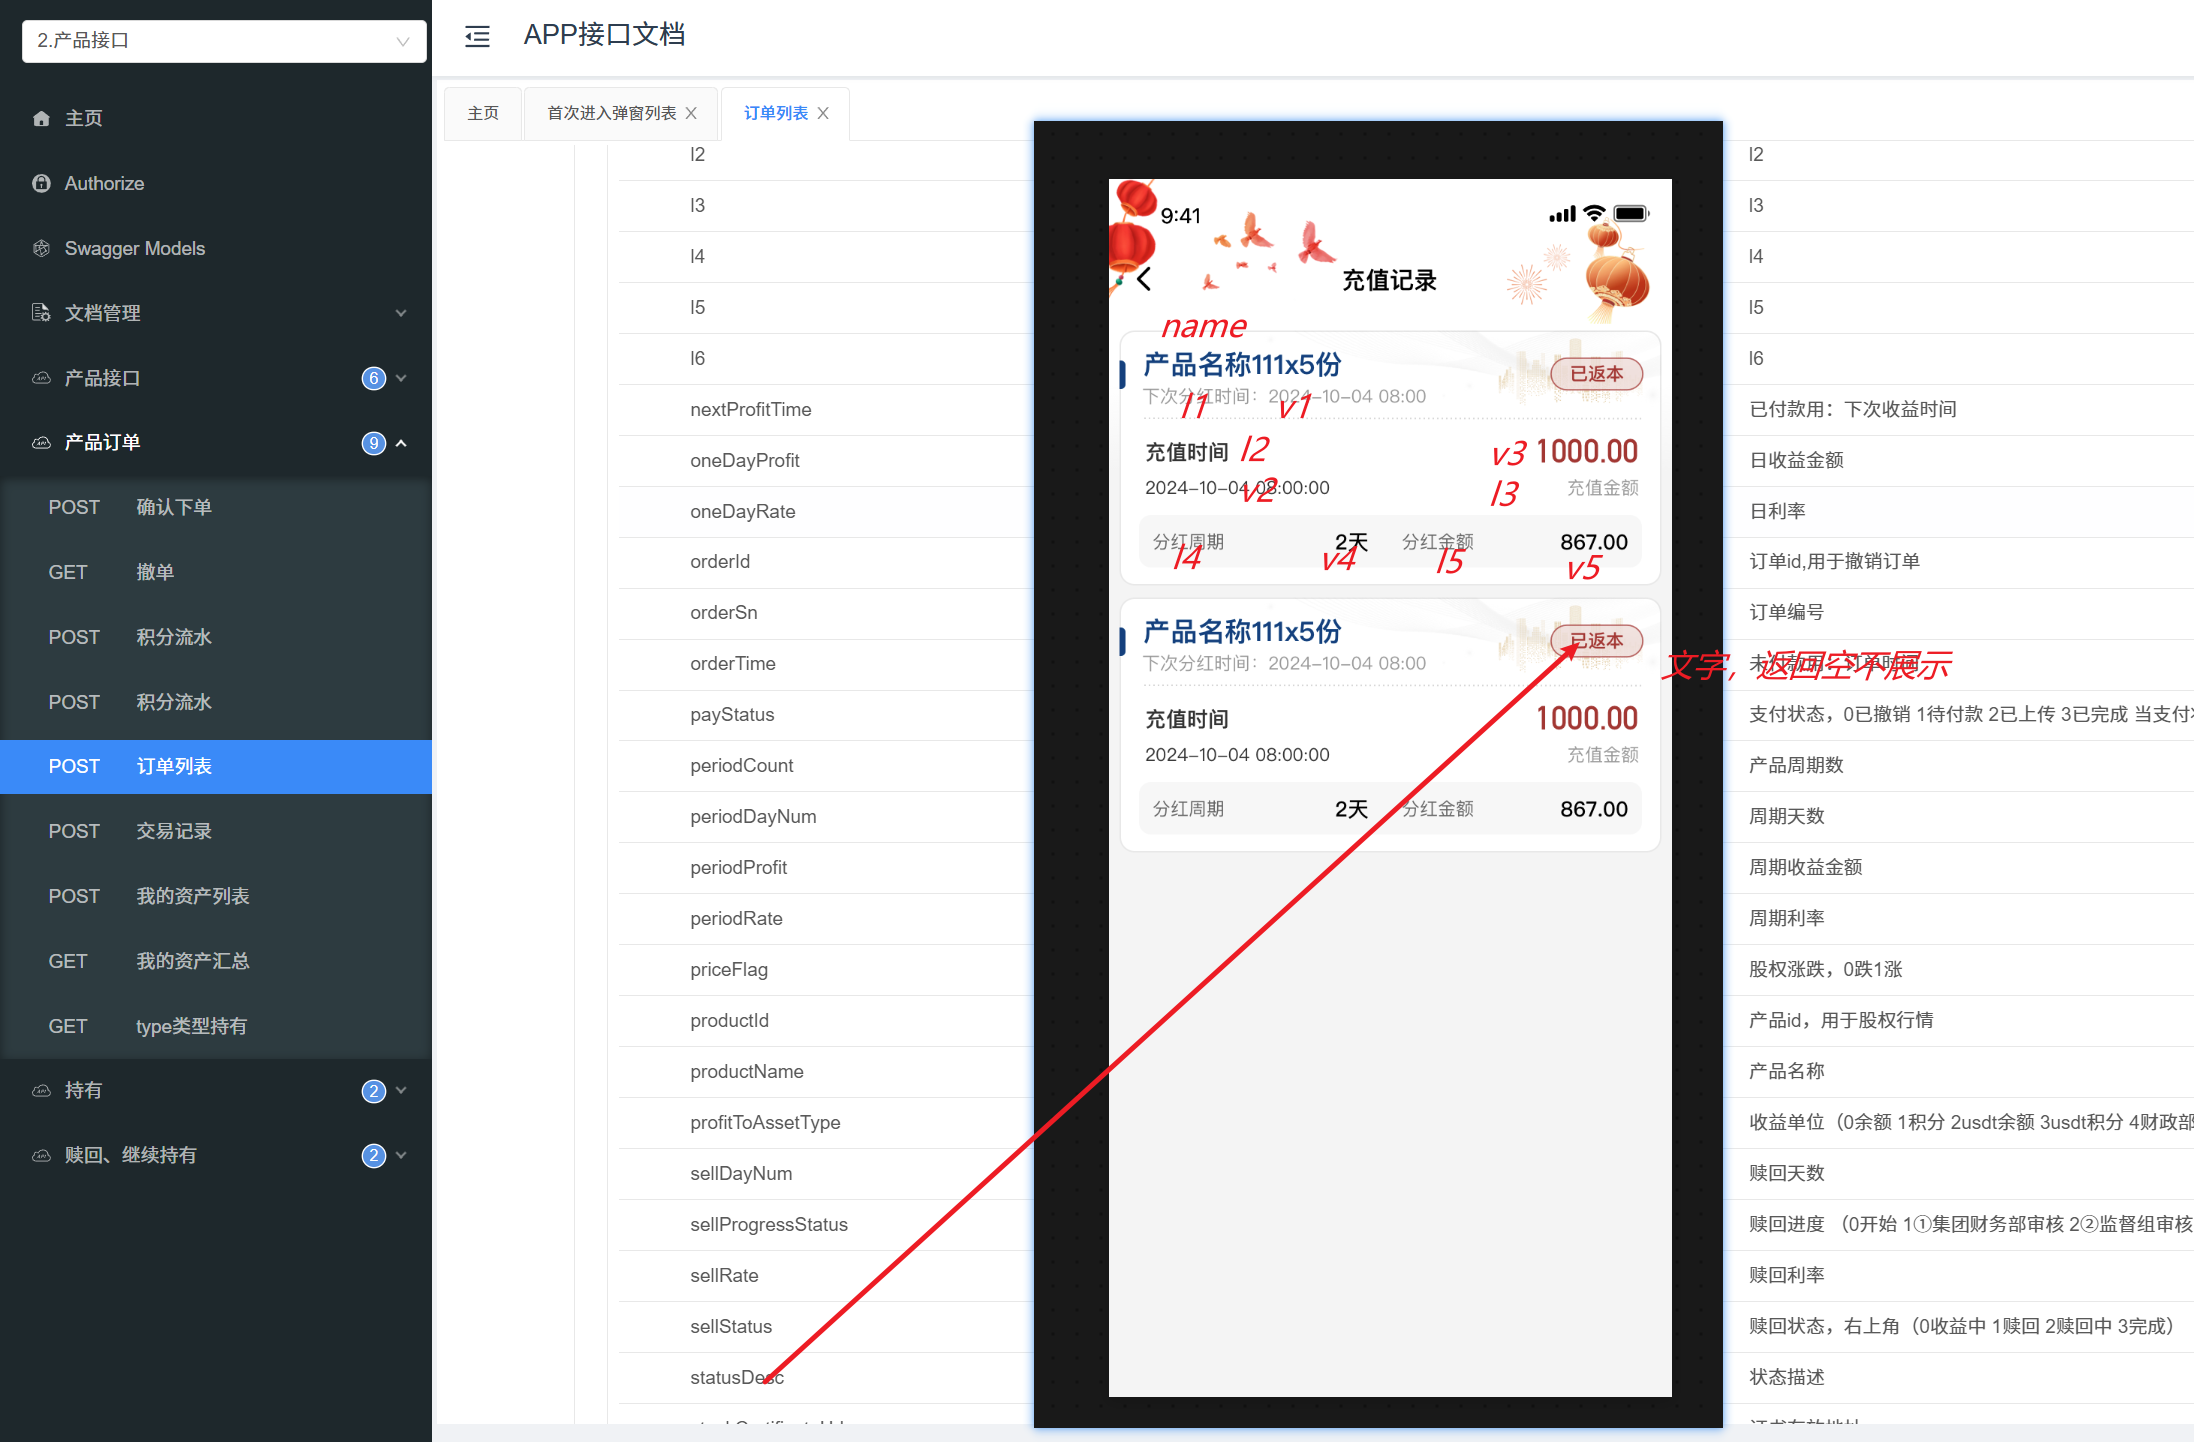 2.产品接口
主页
Authorize
Swagger Models
文档管理
产品接口 6
产品订单 9
POST 确认下单
GET 撤单
POST 积分流水
POST 积分流水
POST 订单列表
POST 交易记录
POST 我的资产列表
GET 我的资产汇总
GET type类型持有
持有 2
赎回、继续持有 2
APP接口文档
主页
首次进入弹窗列表
订单列表
l2
l3
l4
l5
l6
nextProfitTime
oneDayProfit
oneDayRate
orderId
orderSn
orderTime
payStatus
periodCount
periodDayNum
periodProfit
periodRate
priceFlag
productId
productName
profitToAssetType
sellDayNum
sellProgressStatus
sellRate
sellStatus
statusDesc
9:41
充值记录
name
产品名称111x5份
已返本
下次分红时间：2024-10-04 08:00
l1 v1
充值时间 l2
v3 1000.00
2024-10-04 08:00:00
v2
l3 充值金额
分红周期 2天 分红金额 867.00
l4 v4 l5 v5
产品名称111x5份
已返本
下次分红时间：2024-10-04 08:00
充值时间
1000.00
2024-10-04 08:00:00
充值金额
分红周期 2天 分红金额 867.00
文字，返回空不展示
l2
l3
l4
l5
l6
已付款用：下次收益时间
日收益金额
日利率
订单id,用于撤销订单
订单编号
支付状态，0已撤销 1待付款 2已上传 3已完成 当支付
产品周期数
周期天数
周期收益金额
周期利率
股权涨跌，0跌1涨
产品id，用于股权行情
产品名称
收益单位（0余额 1积分 2usdt余额 3usdt积分 4财政部
赎回天数
赎回进度 （0开始 1①集团财务部审核 2②监督组审核
赎回利率
赎回状态，右上角（0收益中 1赎回 2赎回中 3完成）
状态描述